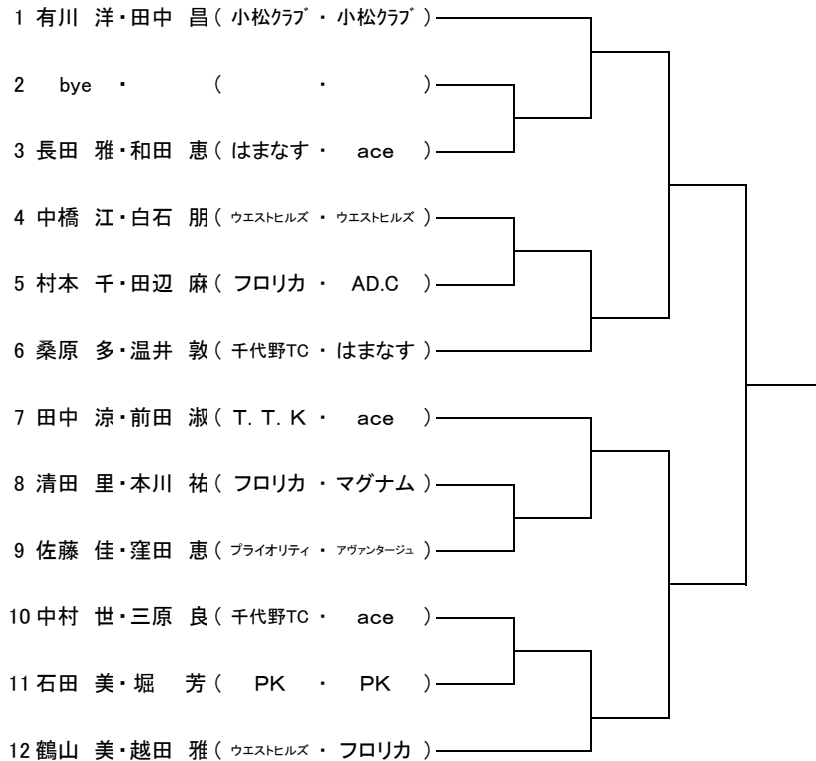 1 有川 洋・田中 昌( 小松ｸﾗﾌﾞ ・ 小松ｸﾗﾌﾞ )
2 bye ・ ( ・ )
3 長田 雅・和田 恵( はまなす ・ ace )
4 中橋 江・白石 朋( ウエストヒルズ ・ ウエストヒルズ )
5 村本 千・田辺 麻( フロリカ ・ AD.C )
6 桑原 多・温井 敦( 千代野TC ・ はまなす )
7 田中 涼・前田 淑( T.T.K ・ ace )
8 清田 里・本川 祐( フロリカ ・ マグナム )
9 佐藤 佳・窪田 恵( プライオリティ ・ アヴァンタージュ )
10 中村 世・三原 良( 千代野TC ・ ace )
11 石田 美・堀 芳( PK ・ PK )
12 鶴山 美・越田 雅( ウエストヒルズ ・ フロリカ )